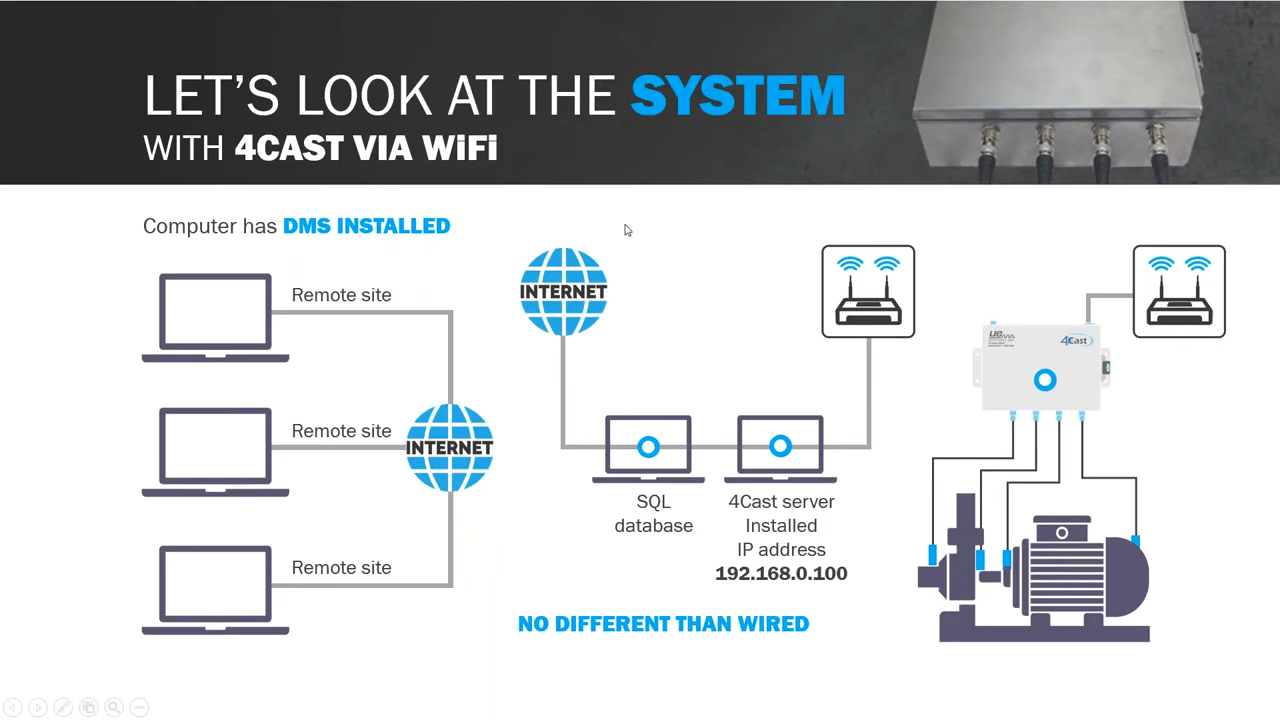 LET'S LOOK AT THE SYSTEM
WITH 4CAST VIA WiFi
Computer has DMS INSTALLED
Remote site
Remote site
Remote site
INTERNET
INTERNET
SQL
database
4Cast server
Installed
IP address
192.168.0.100
NO DIFFERENT THAN WIRED
UE
4Cast